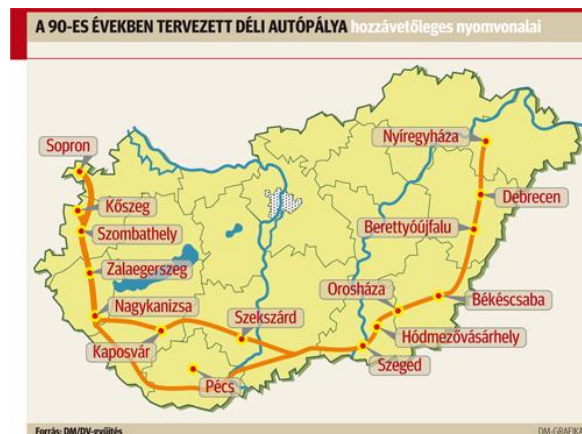 A 90-ES ÉVEKBEN TERVEZETT DÉLI AUTÓPÁLYA hozzávetőleges nyomvonalai
Sopron
Nyíregyháza
Kőszeg
Debrecen
Szombathely
Berettyóújfalu
Zalaegerszeg
Orosháza
Békéscsaba
Nagykanizsa
Szekszárd
Hódmezővásárhely
Kaposvár
Szeged
Pécs
Forrás: DM/DV-gyűjtés
DM-GRAFIKA